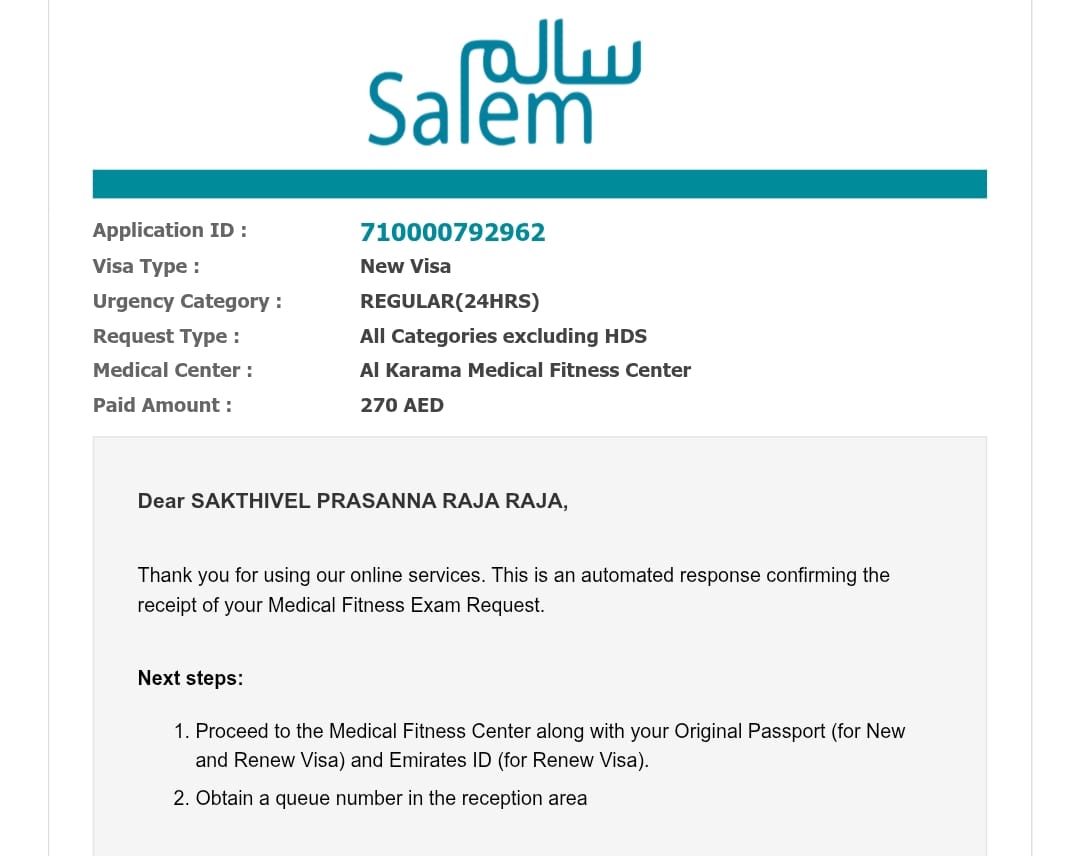 سالم
Salem
Application ID : 710000792962
Visa Type : New Visa
Urgency Category : REGULAR(24HRS)
Request Type : All Categories excluding HDS
Medical Center : Al Karama Medical Fitness Center
Paid Amount : 270 AED
Dear SAKTHIVEL PRASANNA RAJA RAJA,
Thank you for using our online services. This is an automated response confirming the
receipt of your Medical Fitness Exam Request.
Next steps:
1. Proceed to the Medical Fitness Center along with your Original Passport (for New
and Renew Visa) and Emirates ID (for Renew Visa).
2. Obtain a queue number in the reception area